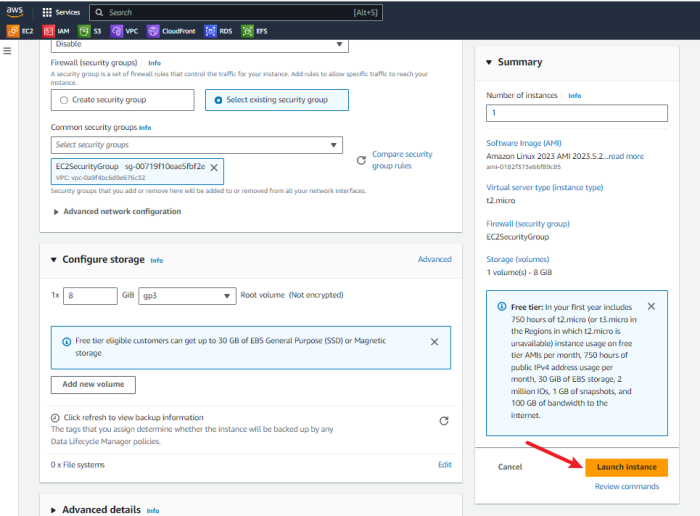 aws
Services
Search
[Alt+S]
EC2
IAM
S3
VPC
CloudFront
RDS
EFS
Disable
Firewall (security groups) Info
A security group is a set of firewall rules that control the traffic for your instance. Add rules to allow specific traffic to reach your
instance.
Create security group
Select existing security group
Common security groups Info
Select security groups
EC2SecurityGroup sg-00719f10eae5fbf2e
VPC: vpc-0a9f4bc6d9e676c32
Compare security
group rules
Security groups that you add or remove here will be added to or removed from all your network interfaces.
Advanced network configuration
Configure storage Info
Advanced
1x
8
GiB
gp3
Root volume (Not encrypted)
Free tier eligible customers can get up to 30 GB of EBS General Purpose (SSD) or Magnetic
storage
Add new volume
Click refresh to view backup information
The tags that you assign determine whether the instance will be backed up by any
Data Lifecycle Manager policies.
0 x File systems
Edit
Advanced details Info
Summary
Number of instances Info
1
Software Image (AMI)
Amazon Linux 2023 AMI 2023.5.2...read more
ami-0182f373e66f89c85
Virtual server type (instance type)
t2.micro
Firewall (security group)
EC2SecurityGroup
Storage (volumes)
1 volume(s) - 8 GiB
Free tier: In your first year includes
750 hours of t2.micro (or t3.micro in
the Regions in which t2.micro is
unavailable) instance usage on free
tier AMIs per month, 750 hours of
public IPv4 address usage per
month, 30 GiB of EBS storage, 2
million IOs, 1 GB of snapshots, and
100 GB of bandwidth to the
internet.
Cancel
Launch instance
Review commands